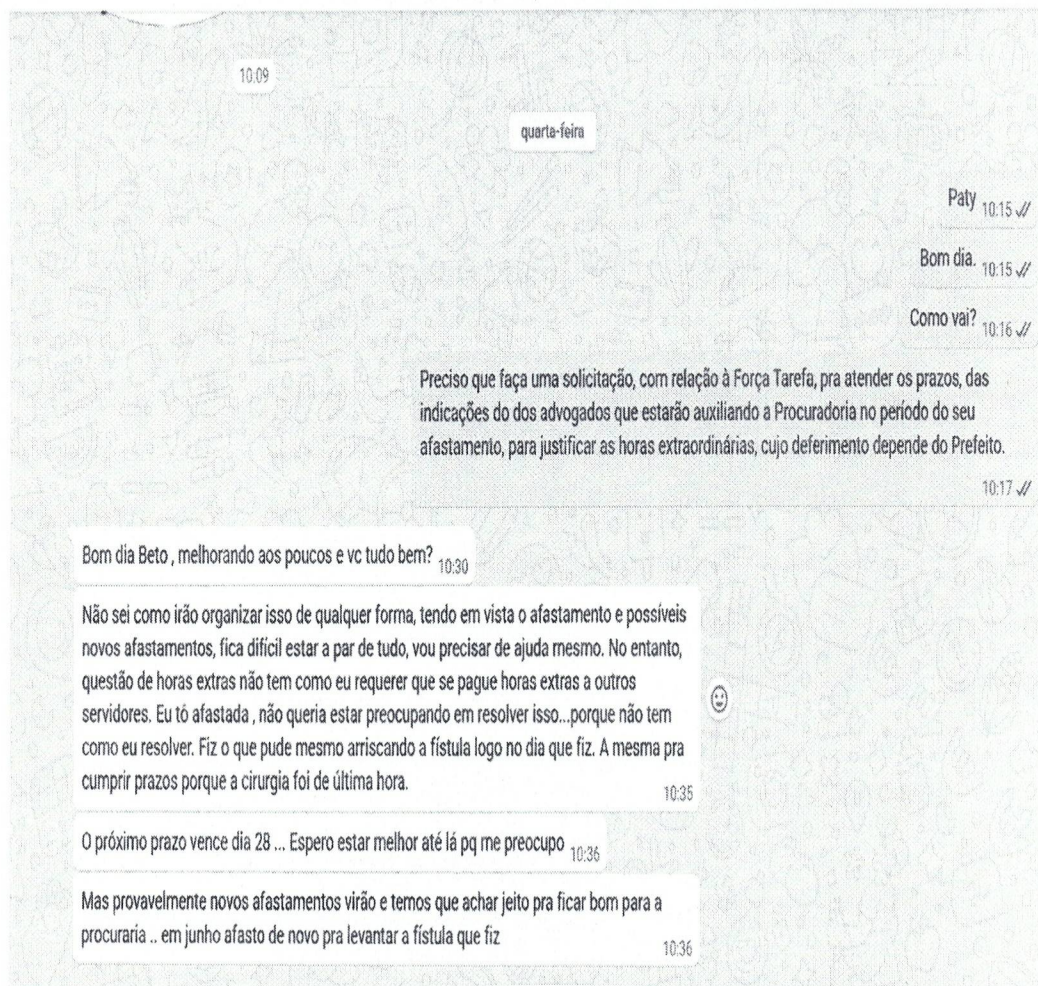 10:09
quarta-feira
Paty 10:15
Bom dia. 10:15
Como vai? 10:16
Preciso que faça uma solicitação, com relação à Força Tarefa, pra atender os prazos, das
indicações do dos advogados que estarão auxiliando a Procuradoria no período do seu
afastamento, para justificar as horas extraordinárias, cujo deferimento depende do Prefeito.
10:17
Bom dia Beto , melhorando aos poucos e vc tudo bem? 10:30
Não sei como irão organizar isso de qualquer forma, tendo em vista o afastamento e possíveis
novos afastamentos, fica difícil estar a par de tudo, vou precisar de ajuda mesmo. No entanto,
questão de horas extras não tem como eu requerer que se pague horas extras a outros
servidores. Eu tô afastada , não queria estar preocupando em resolver isso...porque não tem
como eu resolver. Fiz o que pude mesmo arriscando a fístula logo no dia que fiz. A mesma pra
cumprir prazos porque a cirurgia foi de última hora.
10:35
O próximo prazo vence dia 28 ... Espero estar melhor até lá pq me preocupo 10:36
Mas provavelmente novos afastamentos virão e temos que achar jeito pra ficar bom para a
procuraria .. em junho afasto de novo pra levantar a fístula que fiz
10:36